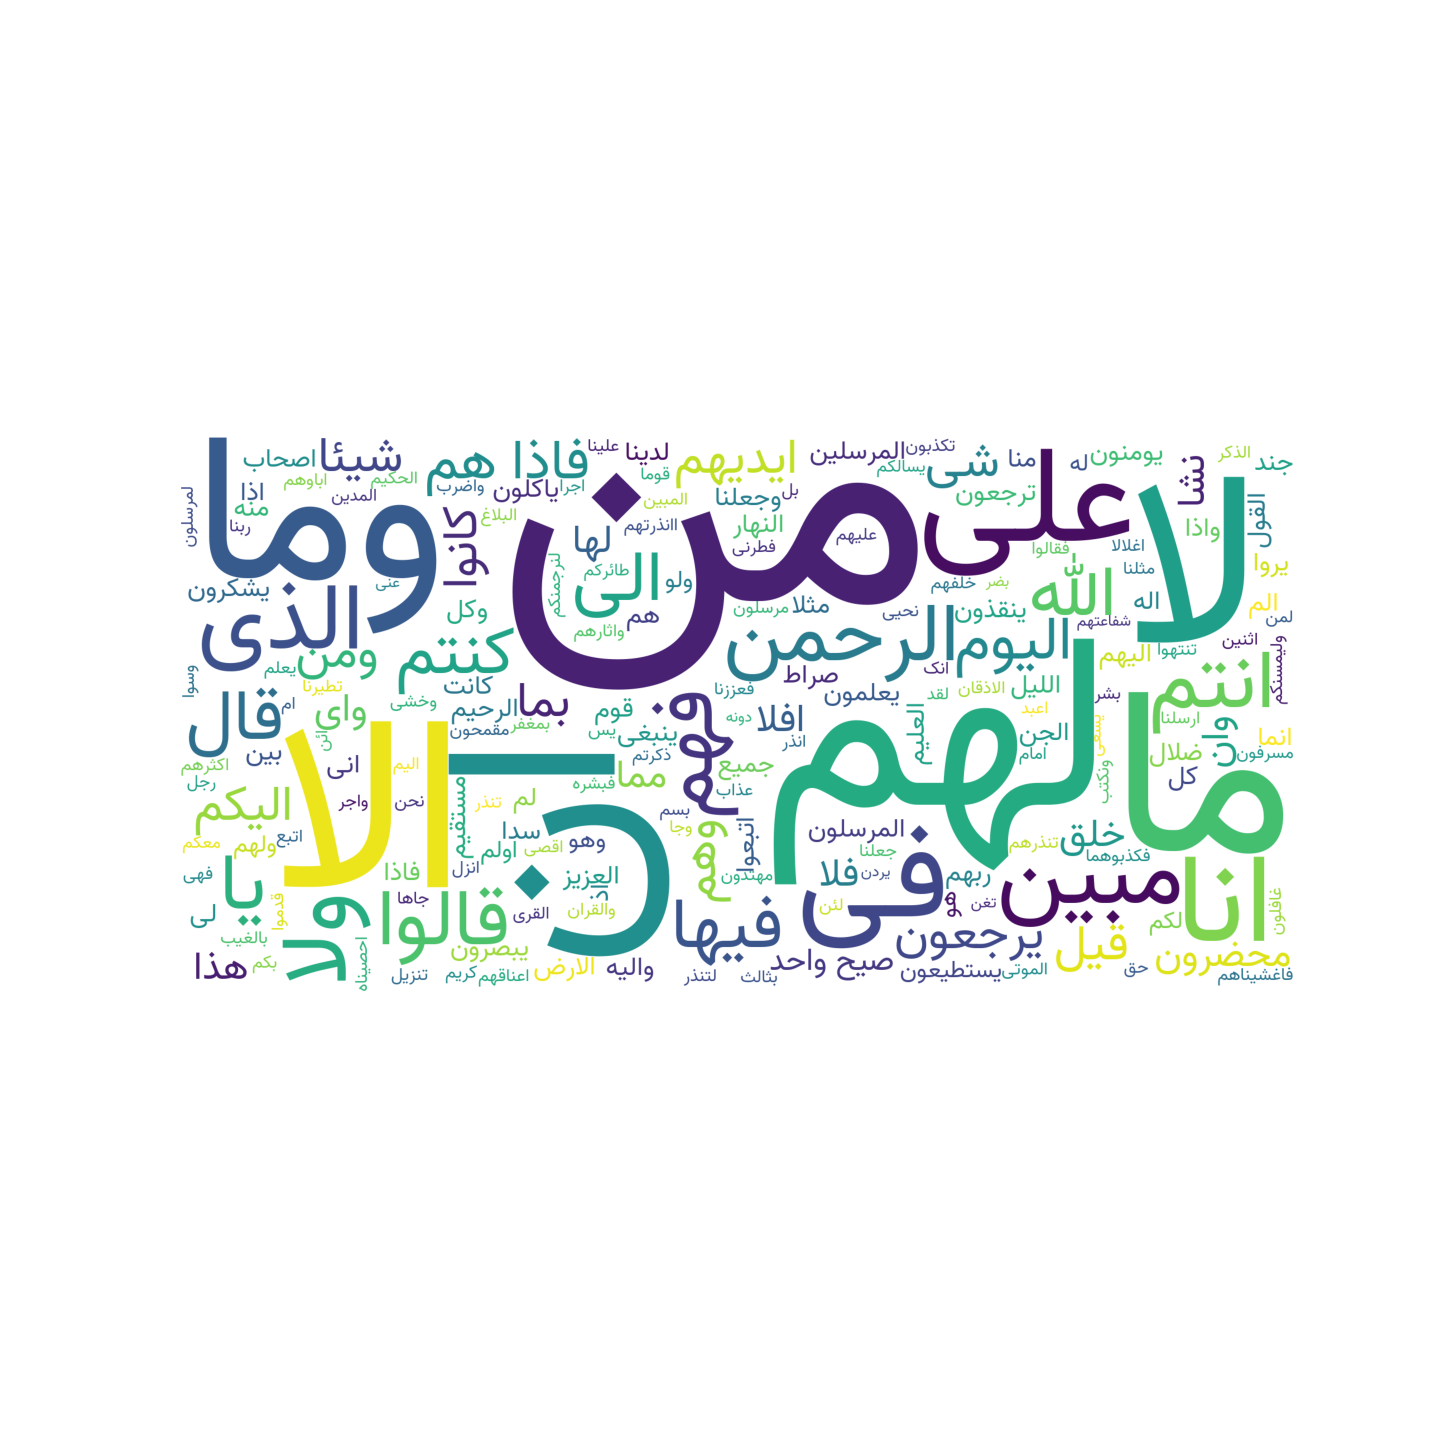 من
لا
ما
لهم
الا
وما
ان
على
فى
انا
مبين
الرحمن
اليوم
الله
انتم
الى
الذى
كنتم
قال
قالوا
ولا
يا
فيها
فهم
وهم
يرجعون
قيل
محضرون
خلق
فاذا هم
ايديهم
شيئا
شى
نشا
كانوا
ومن
واى
بما
اليكم
هذا
لها
افلا
مما
وان
فلا
صيح واحد
المرسلين
لدينا
منا
له
يومنون
جند
الذكر
تكذبون
يسالكم
ترجعون
واذا
القول
يروا
الم
اله
لمن
اثنين
وليمسنكم
تنتهوا
شفاعتهم
مثلنا
اغلالا
فقالوا
بضر
خلفهم
ينقذون
نحيى
عليهم
النهار
وجعلنا
بل
المبين
قوما
علينا
ياكلون
اجرا
واضرب
البلاغ
الحكيم
اباوهم
المدين
اصحاب
اذا
منه
ربنا
لمرسلون
يشكرون
عنى
وكل
لنرجمنكم
طائركم
اانذرتهم
فطرنى
ولو
هم
واثارهم
مرسلون
مثلا
صراط
انک
يعلمون
لقد
الاذقان
الليل
اعبد
اليهم
بشر
ارسلنا
انما
مسرفون
ضلال
كل
يسعى
ونكتب
الجن
امام
العليم
انذر
دونه
فعززنا
جميع
عذاب
قوم
ينبغى
يس
ذكرتم
فبشره
كانت
الرحيم
بمغفر
مقمحون
وخشى
يعلم
تطيرنا
ام
وسوا
ائن
بين
انى
اليم
اكثرهم
رجل
واجر
نحن
مستقيم
لم
تنذر
سدا
اولم
اقصى
وهو
انزل
العزيز
والقران
القرى
فاذا
جاها
اتبع
ولهم
معكم
فهى
لى
قدموا
بالغيب
بكم
احصيناه
تنزيل
كريم
يبصرون
اعناقهم
الارض
واليه
لتنذر
بثالث
يستطيعون
الموتى
حق
لكم
ربهم
هو
تغن
لئن
يردن
جعلنا
المرسلون
مهتدون
اتبعوا
وجا
بسم
تنذرهم
فكذبوهما
غافلون
فاغشيناهم